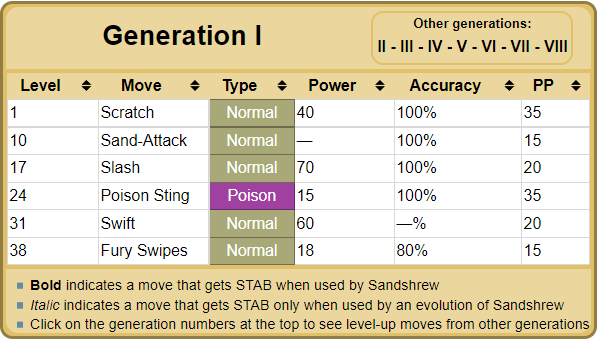 Generation I
Other generations:
II - III - IV - V - VI - VII - VIII
Level Move Type Power Accuracy PP
1 Scratch Normal 40 100% 35
10 Sand-Attack Normal — 100% 15
17 Slash Normal 70 100% 20
24 Poison Sting Poison 15 100% 35
31 Swift Normal 60 —% 20
38 Fury Swipes Normal 18 80% 15
Bold indicates a move that gets STAB when used by Sandshrew
Italic indicates a move that gets STAB only when used by an evolution of Sandshrew
Click on the generation numbers at the top to see level-up moves from other generations